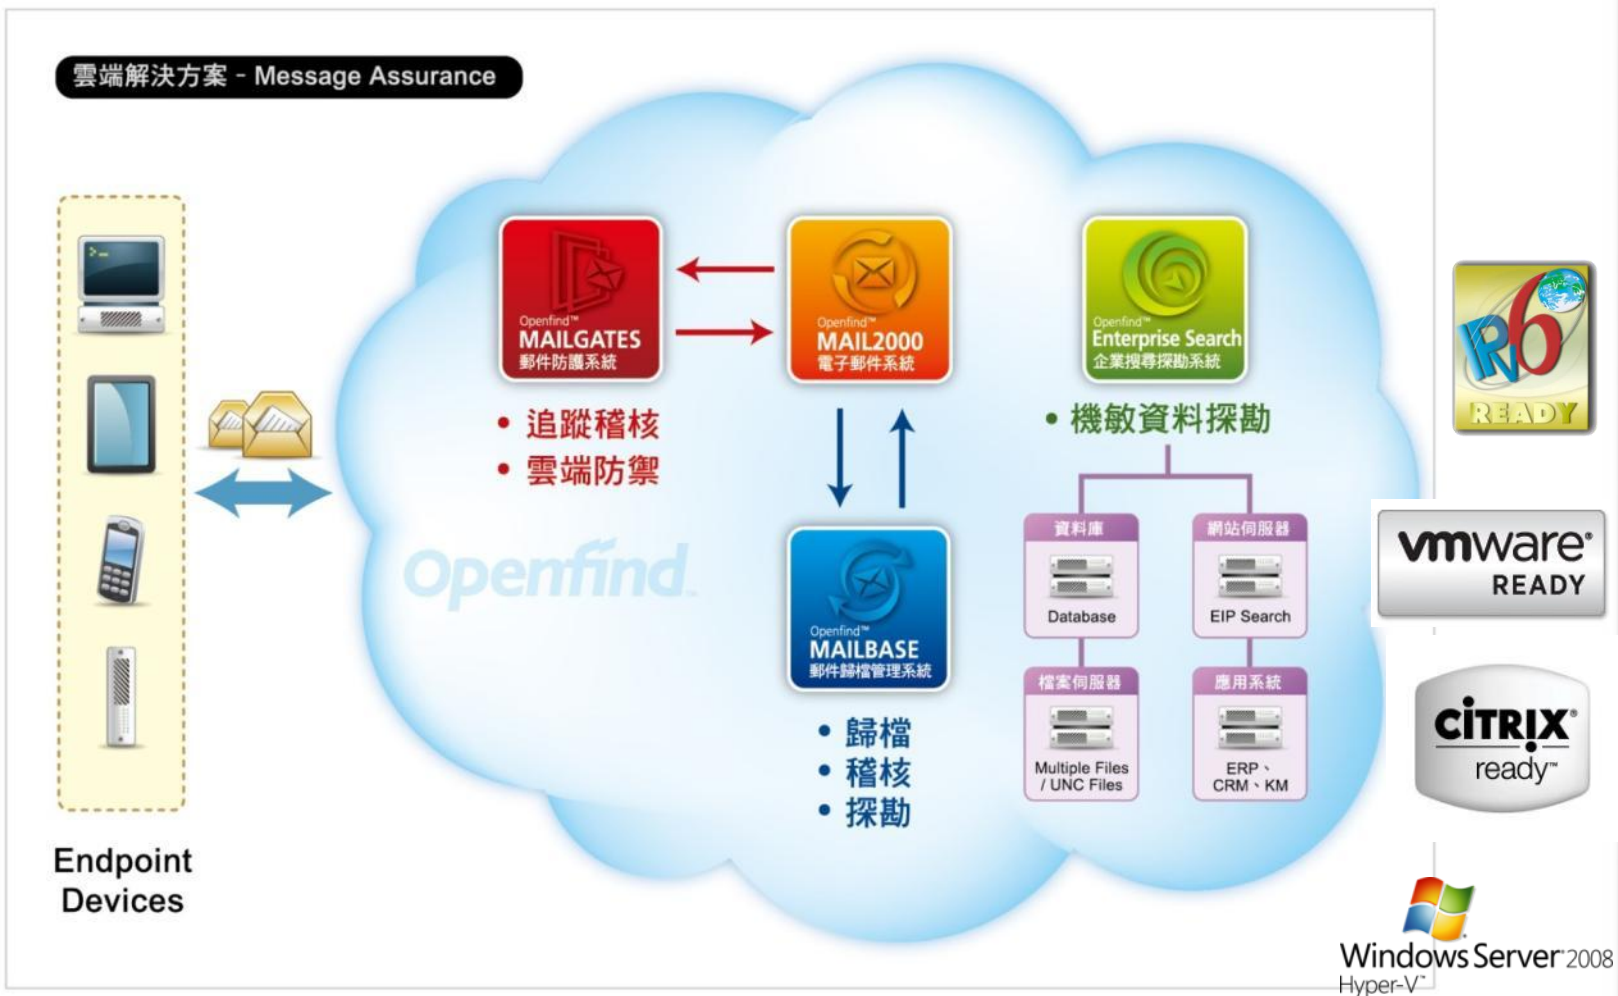 雲端解決方案 - Message Assurance
Openfind™
MAILGATES
郵件防護系統
Openfind™
MAIL2000
電子郵件系統
Openfind™
Enterprise Search
企業搜尋探勘系統
• 追蹤稽核
• 雲端防禦
• 機敏資料探勘
Openfind™
MAILBASE
郵件歸檔管理系統
• 歸檔
• 稽核
• 探勘
資料庫
Database
網站伺服器
EIP Search
檔案伺服器
Multiple Files
/ UNC Files
應用系統
ERP、
CRM、KM
Openfind
Endpoint
Devices
IPv6
READY
vmware®
READY
CİTRIX®
ready™
Windows Server® 2008
Hyper-V™